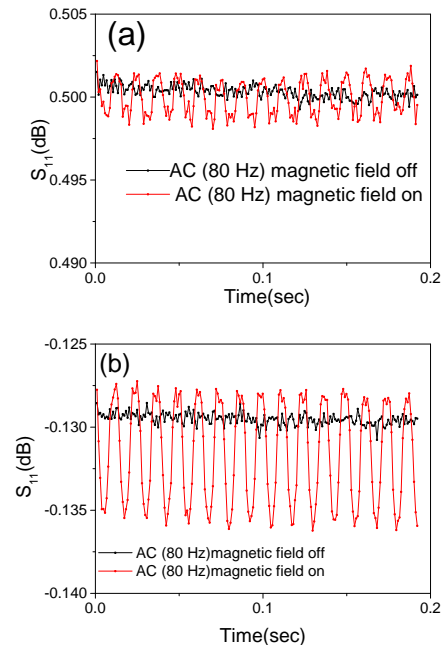 (a)
0.505
0.500
0.495
0.490
S11(dB)
AC (80 Hz) magnetic field off
AC (80 Hz) magnetic field on
0.0
0.1
0.2
Time(sec)
(b)
-0.125
-0.130
-0.135
-0.140
S11(dB)
AC (80 Hz)magnetic field off
AC (80 Hz)magnetic field on
0.0
0.1
0.2
Time(sec)